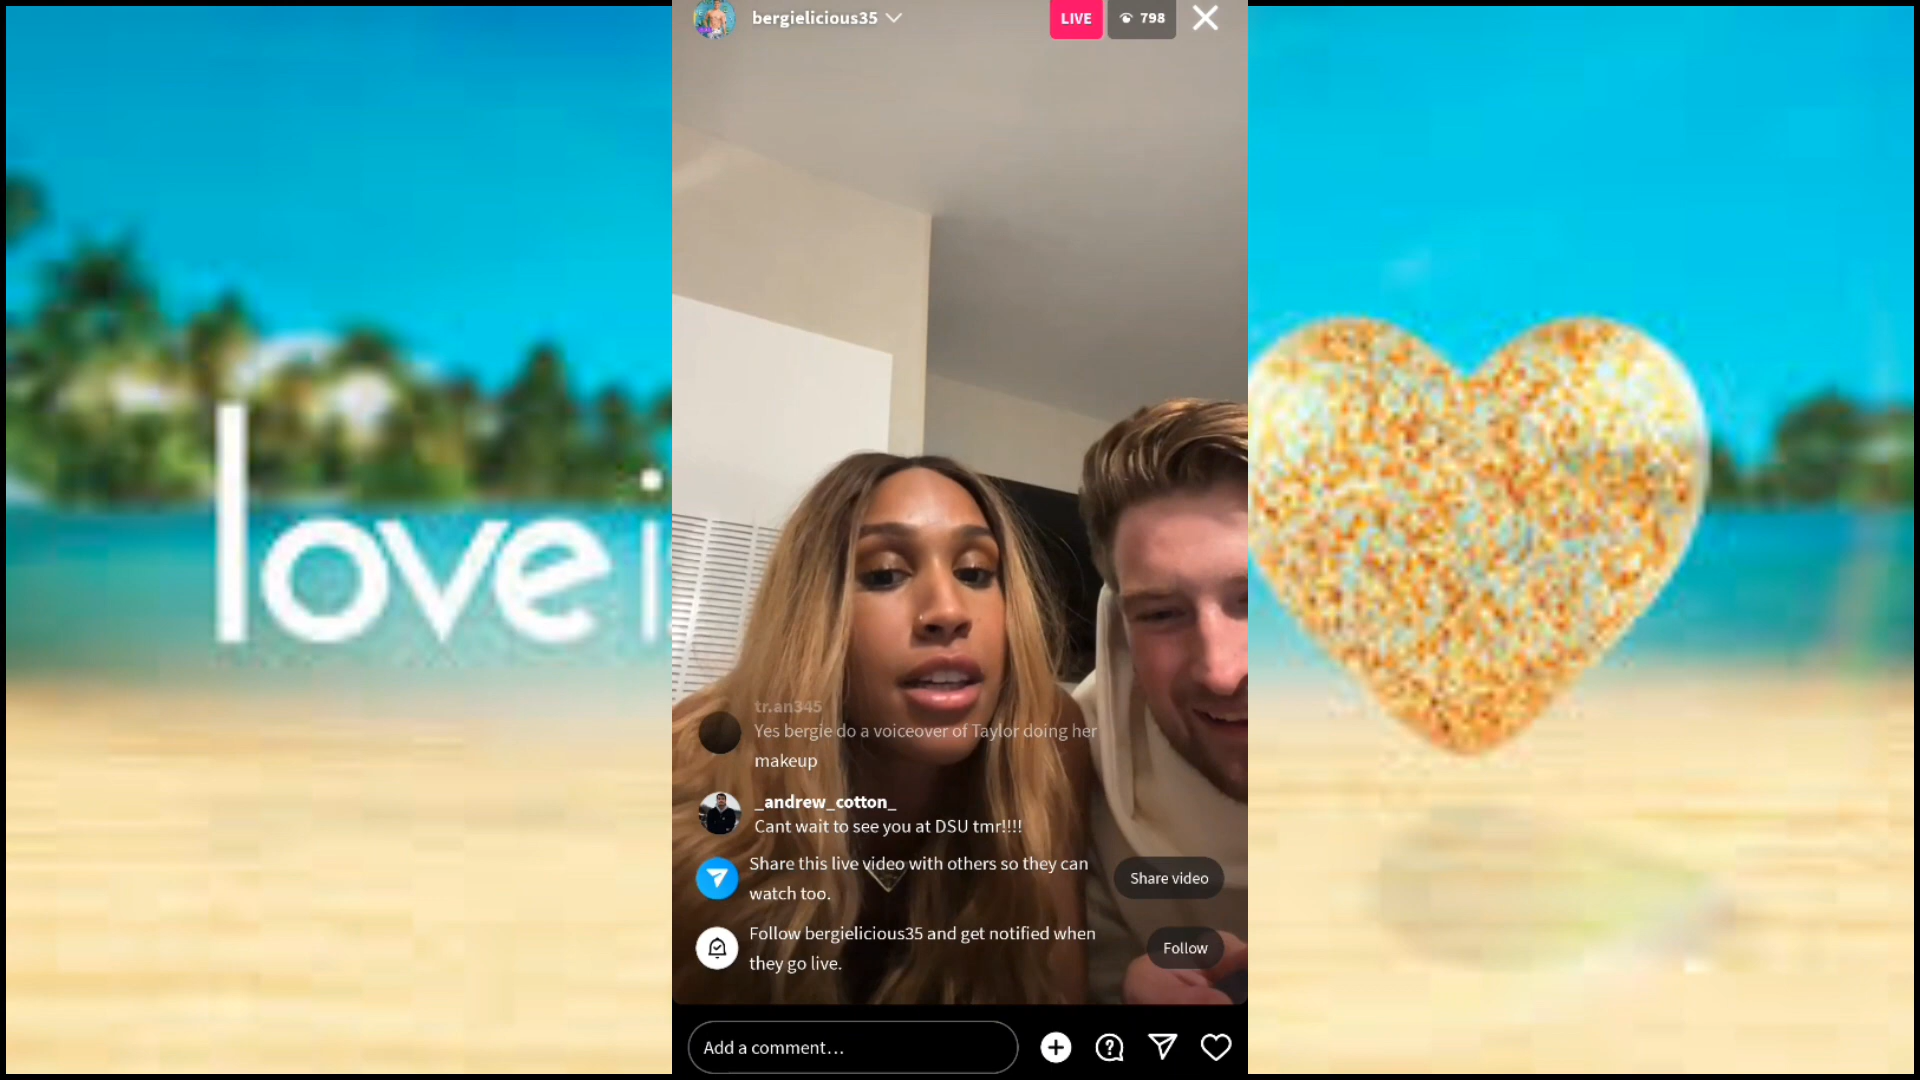 bergielicious35
LIVE
798
love i
tr.an345
Yes bergie do a voiceover of Taylor doing her
makeup
_andrew_cotton_
Cant wait to see you at DSU tmr!!!!
Share this live video with others so they can
watch too.
Share video
Follow bergielicious35 and get notified when
they go live.
Follow
Add a comment...